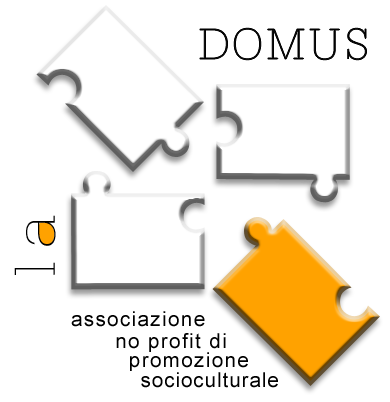 DOMUS
la
associazione
no profit di
promozione
socioculturale